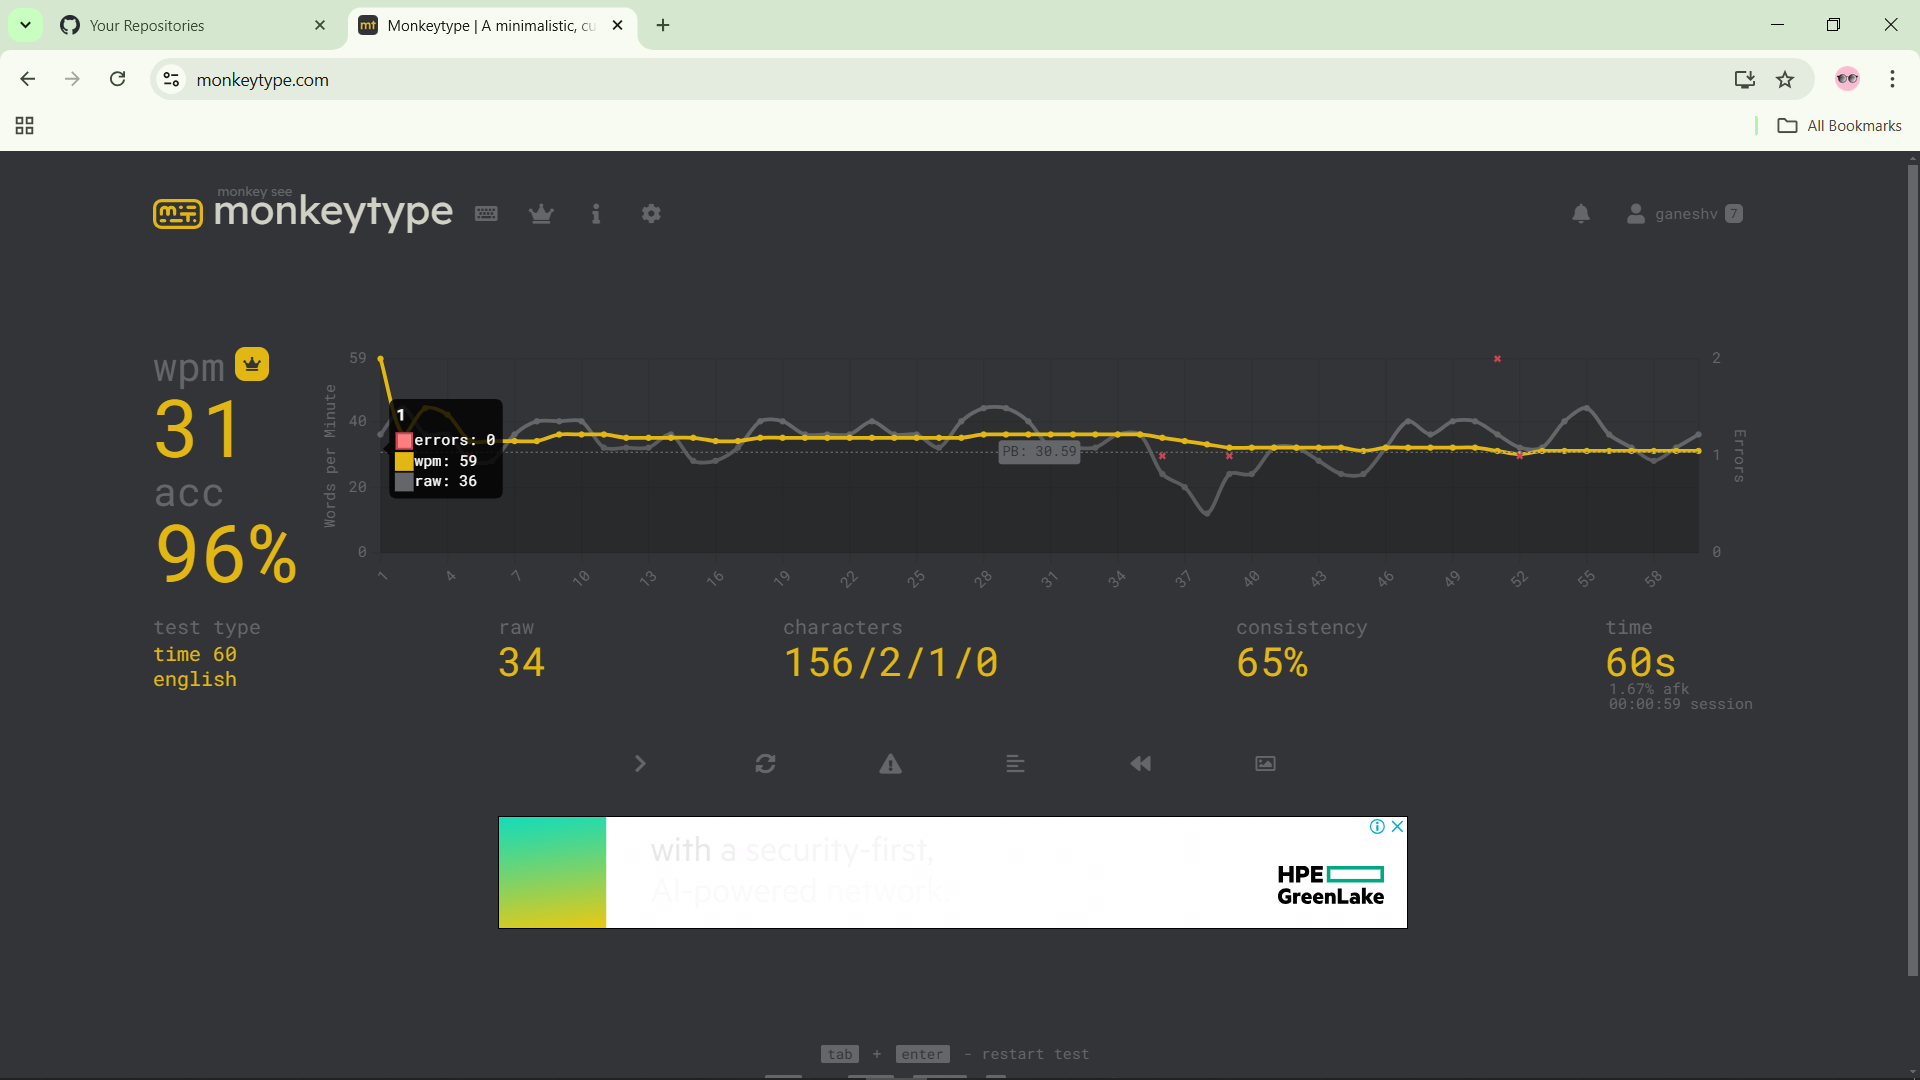 Your Repositories
Monkeytype | A minimalistic, cu
monkeytype.com
All Bookmarks
monkey see
monkeytype
ganeshv 7
wpm
31
acc
96%
Words per Minute
59
40
20
0
1
errors: 0
wpm: 59
raw: 36
PB: 30.59
2
1
0
Errors
1 4 7 10 13 16 19 22 25 28 31 34 37 40 43 46 49 52 55 58
test type
time 60
english
raw
34
characters
156/2/1/0
consistency
65%
time
60s
1.67% afk
00:00:59 session
with a security-first,
AI-powered network.
HPE
GreenLake
tab + enter - restart test